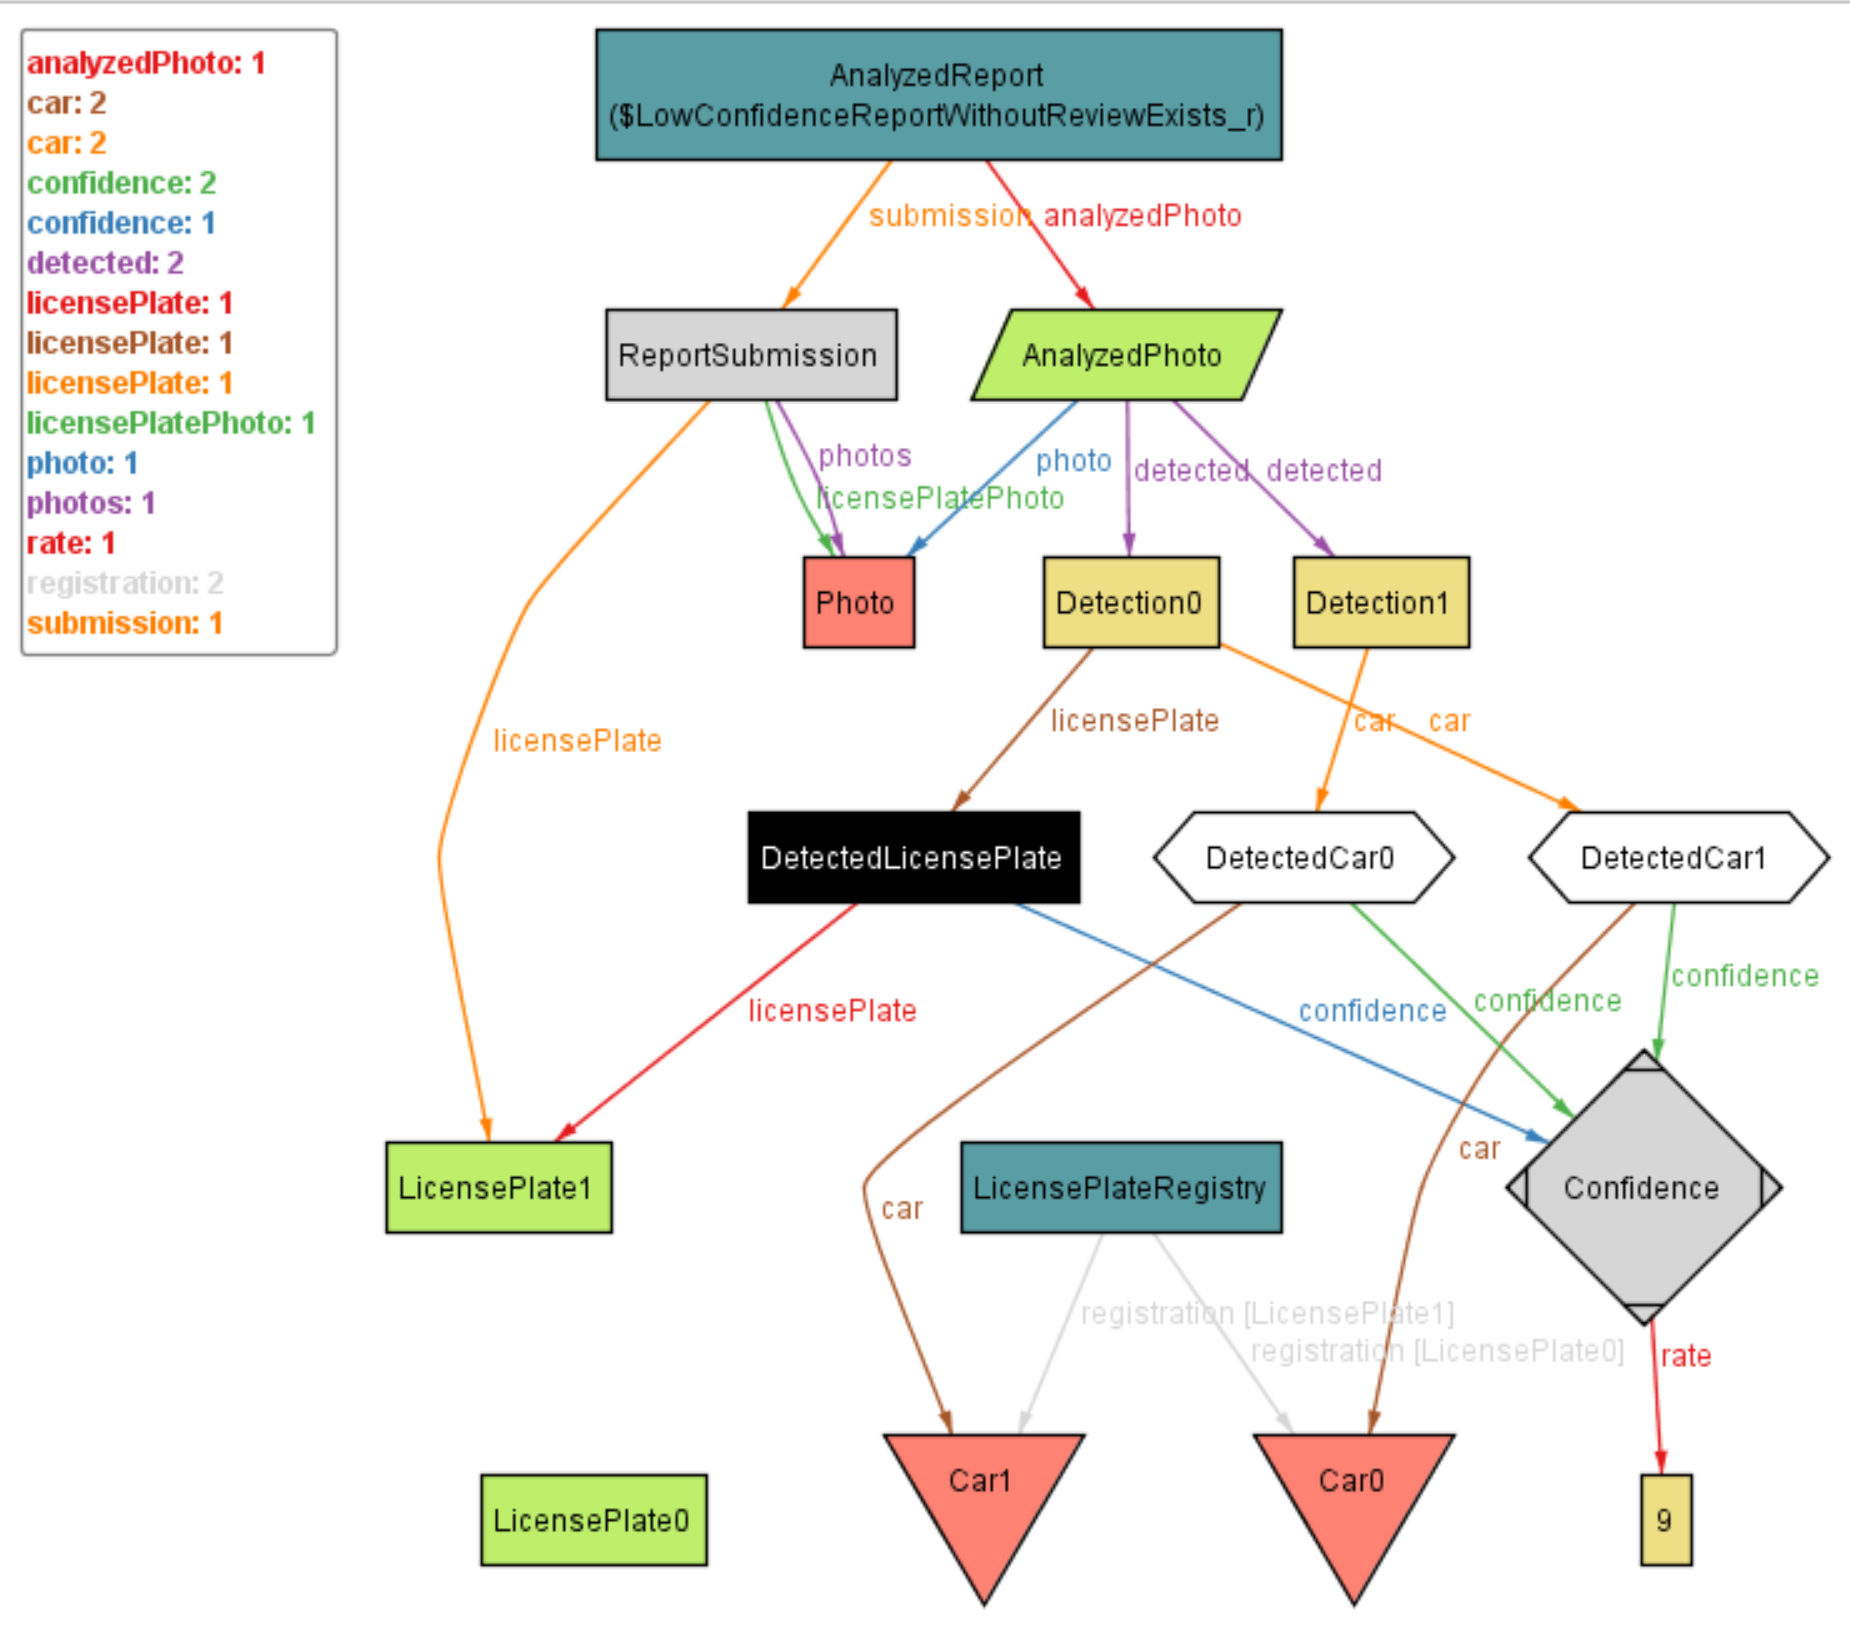 analyzedPhoto: 1
car: 2
car: 2
confidence: 2
confidence: 1
detected: 2
licensePlate: 1
licensePlate: 1
licensePlate: 1
licensePlatePhoto: 1
photo: 1
photos: 1
rate: 1
registration: 2
submission: 1
AnalyzedReport
($LowConfidenceReportWithoutReviewExists_r)
submission
analyzedPhoto
ReportSubmission
AnalyzedPhoto
photos
photo
detected
detected
licensePlatePhoto
Photo
Detection0
Detection1
licensePlate
licensePlate
car
car
DetectedLicensePlate
DetectedCar0
DetectedCar1
licensePlate
confidence
confidence
confidence
car
car
LicensePlate1
LicensePlateRegistry
Confidence
registration [LicensePlate1]
registration [LicensePlate0]
rate
Car1
Car0
LicensePlate0
9